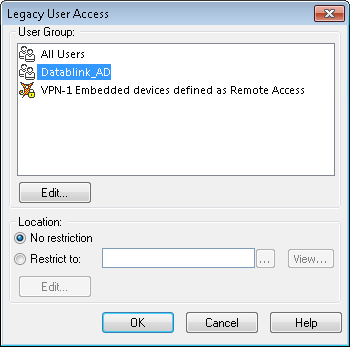 Legacy User Access
User Group:
All Users
Datablink_AD
VPN-1 Embedded devices defined as Remote Access
Edit...
Location:
No restriction
Restrict to:
...
View...
Edit...
OK
Cancel
Help